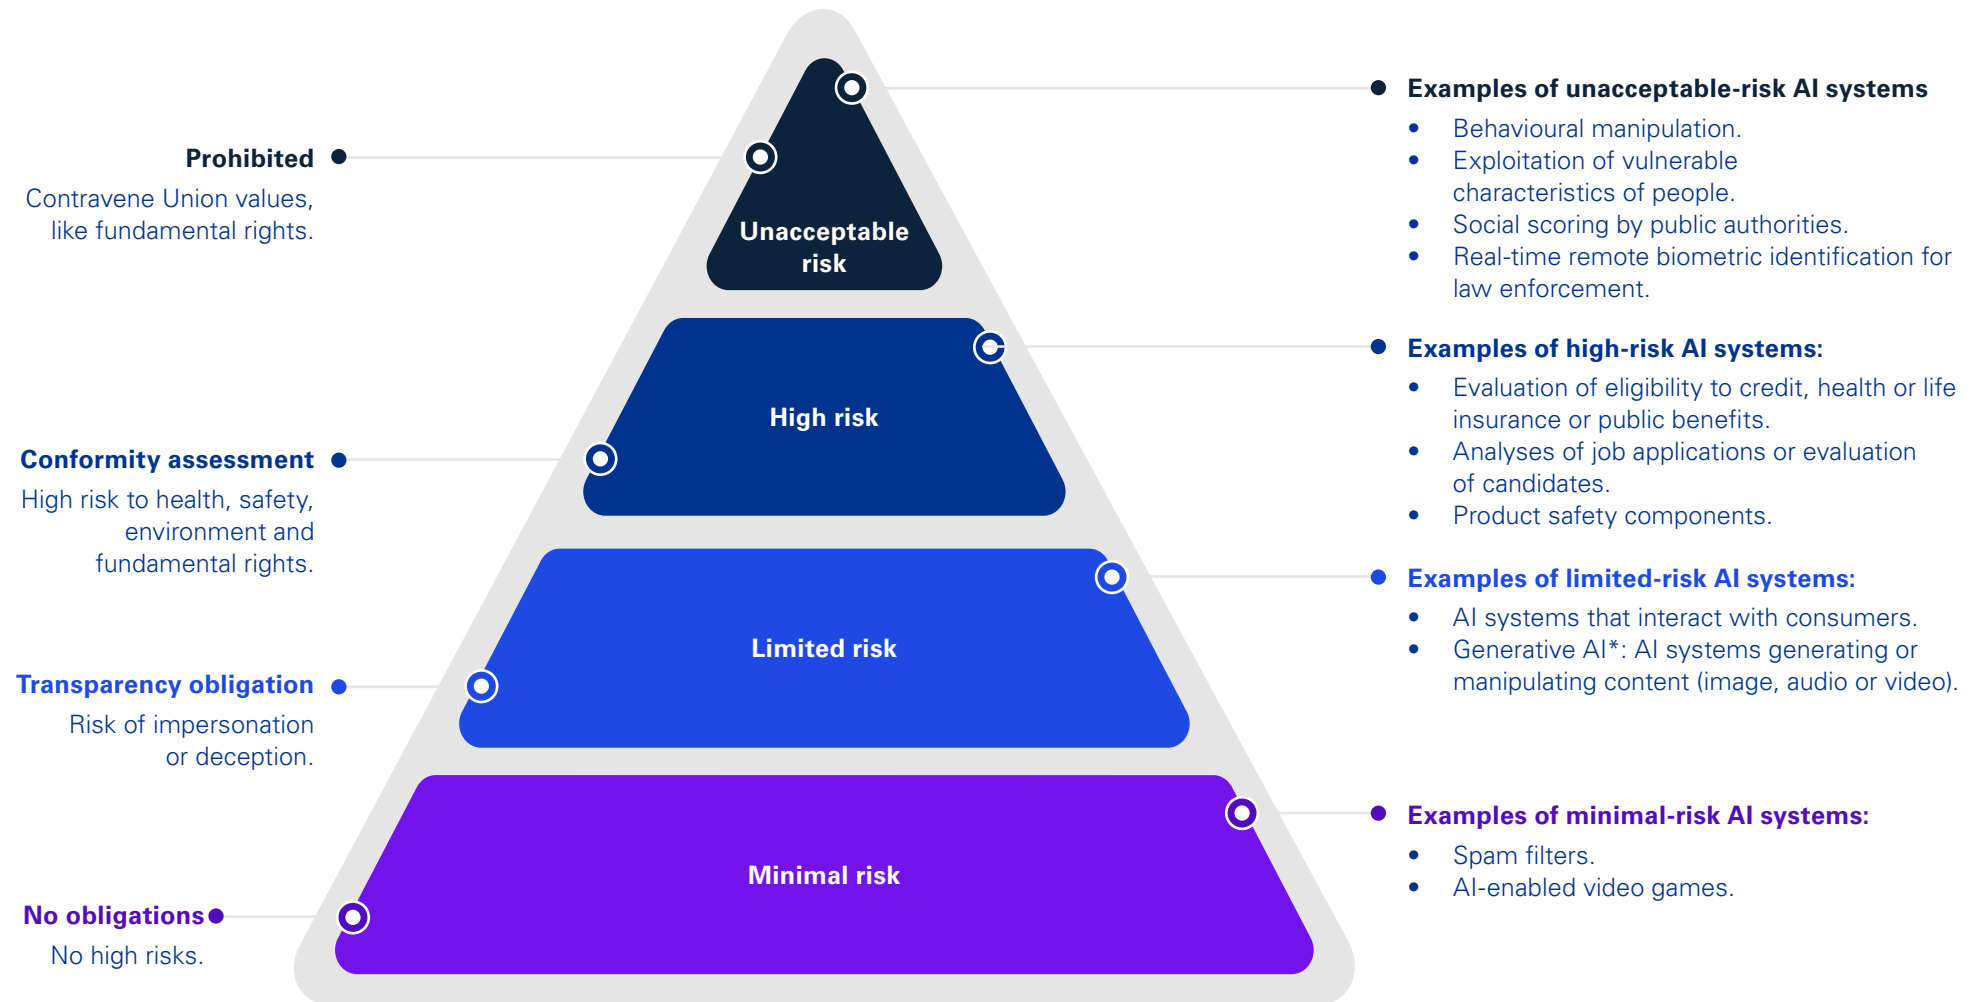 Prohibited
Contravene Union values,
like fundamental rights.
Conformity assessment
High risk to health, safety,
environment and
fundamental rights.
Transparency obligation
Risk of impersonation
or deception.
No obligations
No high risks.
Unacceptable
risk
High risk
Limited risk
Minimal risk
Examples of unacceptable-risk AI systems
• Behavioural manipulation.
• Exploitation of vulnerable
characteristics of people.
• Social scoring by public authorities.
• Real-time remote biometric identification for
law enforcement.
Examples of high-risk AI systems:
• Evaluation of eligibility to credit, health or life
insurance or public benefits.
• Analyses of job applications or evaluation
of candidates.
• Product safety components.
Examples of limited-risk AI systems:
• AI systems that interact with consumers.
• Generative AI*: AI systems generating or
manipulating content (image, audio or video).
Examples of minimal-risk AI systems:
• Spam filters.
• AI-enabled video games.